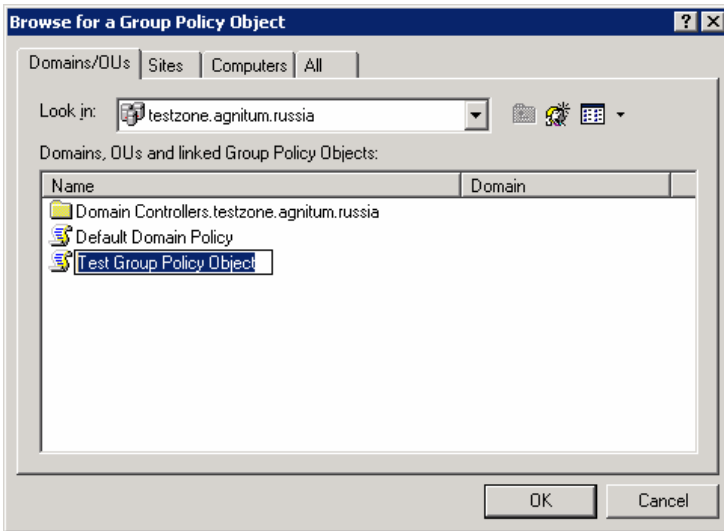 Browse for a Group Policy Object
Domains/OUs Sites Computers All
Look in: testzone.agnitum.russia
Domains, OUs and linked Group Policy Objects:
Name Domain
Domain Controllers.testzone.agnitum.russia
Default Domain Policy
Test Group Policy Object
OK Cancel